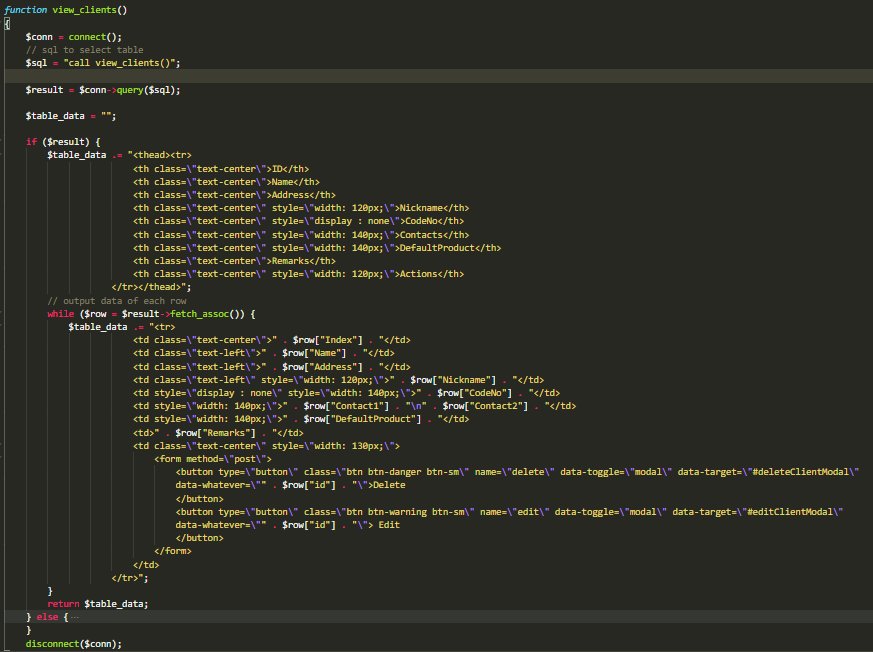 function view_clients()
{
    $conn = connect();
    // sql to select table
    $sql = "call view_clients()";

    $result = $conn->query($sql);

    $table_data = "";

    if ($result) {
        $table_data .= "<thead><tr>
                        <th class=\"text-center\">ID</th>
                        <th class=\"text-center\">Name</th>
                        <th class=\"text-center\">Address</th>
                        <th class=\"text-center\" style=\"width: 120px;\">Nickname</th>
                        <th class=\"text-center\" style=\"display : none\">CodeNo</th>
                        <th class=\"text-center\" style=\"width: 140px;\">Contacts</th>
                        <th class=\"text-center\" style=\"width: 140px;\">DefaultProduct</th>
                        <th class=\"text-center\">Remarks</th>
                        <th class=\"text-center\" style=\"width: 120px;\">Actions</th>
                    </tr></thead>";
        // output data of each row
        while ($row = $result->fetch_assoc()) {
            $table_data .= "<tr>
                        <td class=\"text-center\">" . $row["Index"] . "</td>
                        <td class=\"text-left\">" . $row["Name"] . "</td>
                        <td class=\"text-left\">" . $row["Address"] . "</td>
                        <td class=\"text-left\" style=\"width: 120px;\">" . $row["Nickname"] . "</td>
                        <td style=\"display : none\" style=\"width: 140px;\">" . $row["CodeNo"] . "</td>
                        <td style=\"width: 140px;\">" . $row["Contact1"] . "\n" . $row["Contact2"] . "</td>
                        <td style=\"width: 140px;\">" . $row["DefaultProduct"] . "</td>
                        <td>" . $row["Remarks"] . "</td>
                        <td class=\"text-center\" style=\"width: 130px;\">
                            <form method=\"post\">
                                <button type=\"button\" class=\"btn btn-danger btn-sm\" name=\"delete\" data-toggle=\"modal\" data-target=\"#deleteClientModal\"
                                data-whatever=\"" . $row["id"] . "\">Delete
                                </button>
                                <button type=\"button\" class=\"btn btn-warning btn-sm\" name=\"edit\" data-toggle=\"modal\" data-target=\"#editClientModal\"
                                data-whatever=\"" . $row["id"] . "\"> Edit
                                </button>
                            </form>
                        </td>
                    </tr>";
        }
        return $table_data;
    } else {⋯
    }
    disconnect($conn);